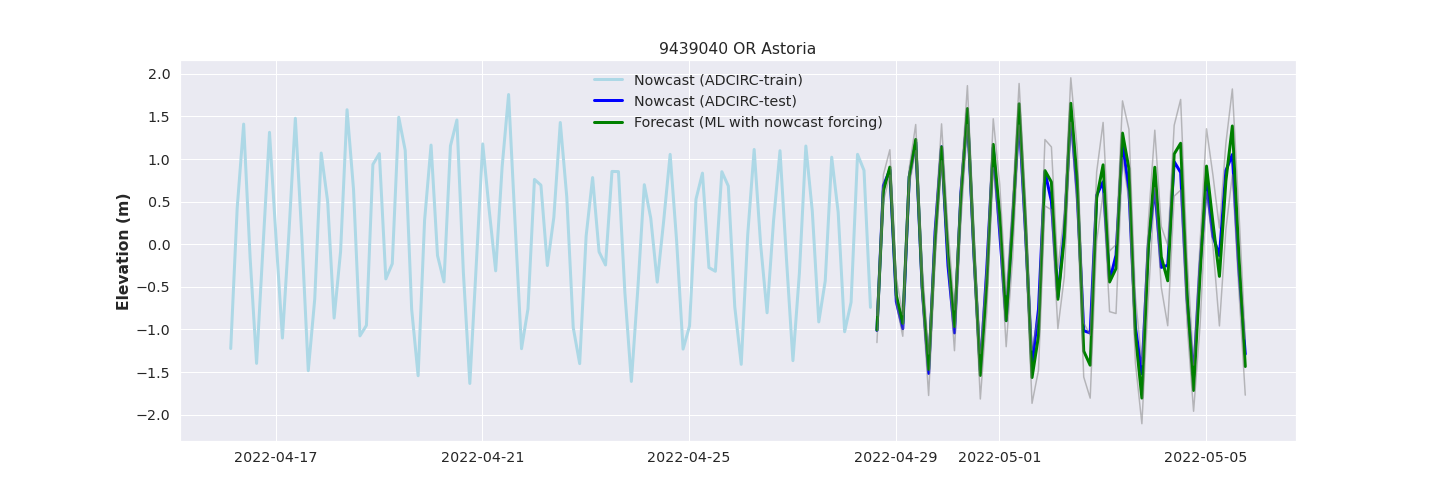 9439040 OR Astoria
Nowcast (ADCIRC-train)
Nowcast (ADCIRC-test)
Forecast (ML with nowcast forcing)
Elevation (m)
2.0
1.5
1.0
0.5
0.0
−0.5
−1.0
−1.5
−2.0
2022-04-17 2022-04-21 2022-04-25 2022-04-29 2022-05-01 2022-05-05